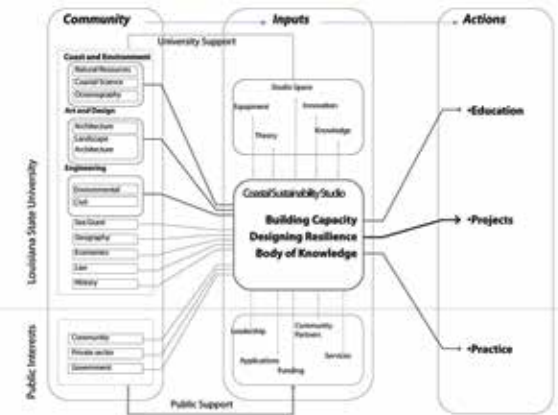 Community
Inputs
Actions
University Support
Coast and Environment
Natural Resources
Coastal Science
Oceanography
Art and Design
Architecture
Landscape
Architecture
Engineering
Environmental
Civil
Sea Grant
Geography
Economics
Law
History
Louisiana State University
Studio Space
Equipment
Innovation
Theory
Knowledge
Coastal Sustainability Studio
Building Capacity
Designing Resilience
Body of Knowledge
•Education
•Projects
•Practice
Public Interests
Community
Private sector
Government
Leadership
Community
Partners
Applications
Services
Funding
Public Support